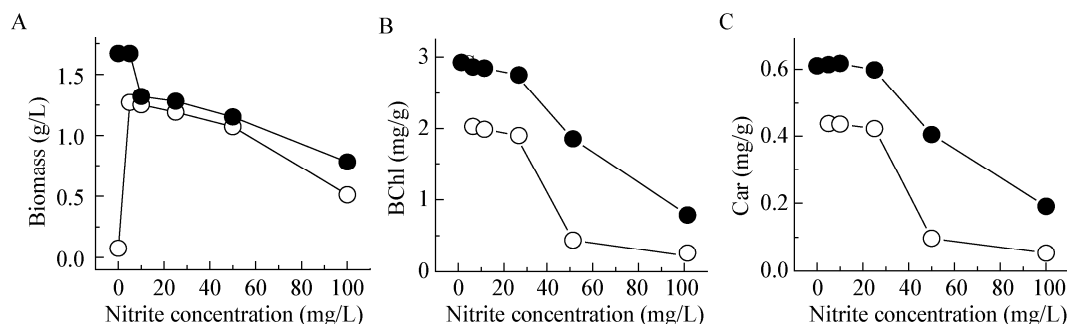 A
Biomass (g/L)
1.5
1.0
0.5
0.0
0 20 40 60 80 100
Nitrite concentration (mg/L)
B
BChl (mg/g)
3
2
1
0
0 20 40 60 80 100
Nitrite concentration (mg/L)
C
Car (mg/g)
0.6
0.4
0.2
0.0
0 20 40 60 80 100
Nitrite concentration (mg/L)